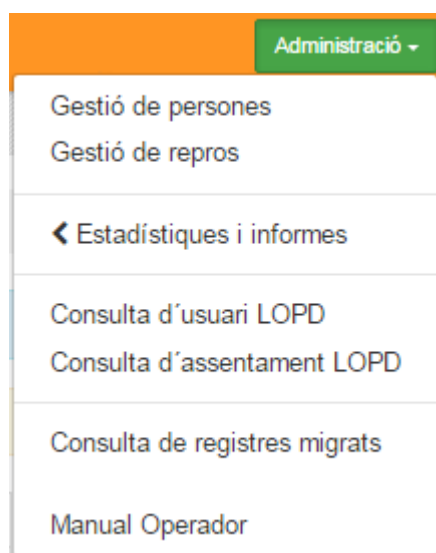 Administració
Gestió de persones
Gestió de repros
Estadístiques i informes
Consulta d´usuari LOPD
Consulta d´assentament LOPD
Consulta de registres migrats
Manual Operador